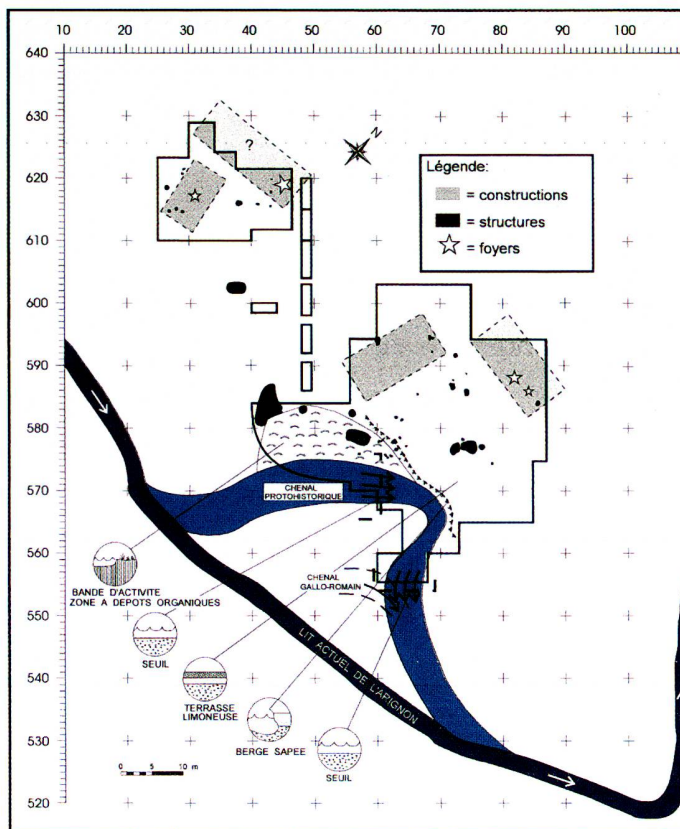 10 20 30 40 50 60 70 80 90 100
640
630
620
610
600
590
580
570
560
550
540
530
520
?
N
Légende:
= constructions
= structures
= foyers
CHENAL
PROTOHISTORIQUE
CHENAL
GALLO-ROMAIN
LIT ACTUEL DE L'ARIGNON
BANDE D'ACTIVITE
ZONE A DEPOTS ORGANIQUES
SEUIL
TERRASSE
LIMONEUSE
BERGE SAPEE
SEUIL
0 5 10 m